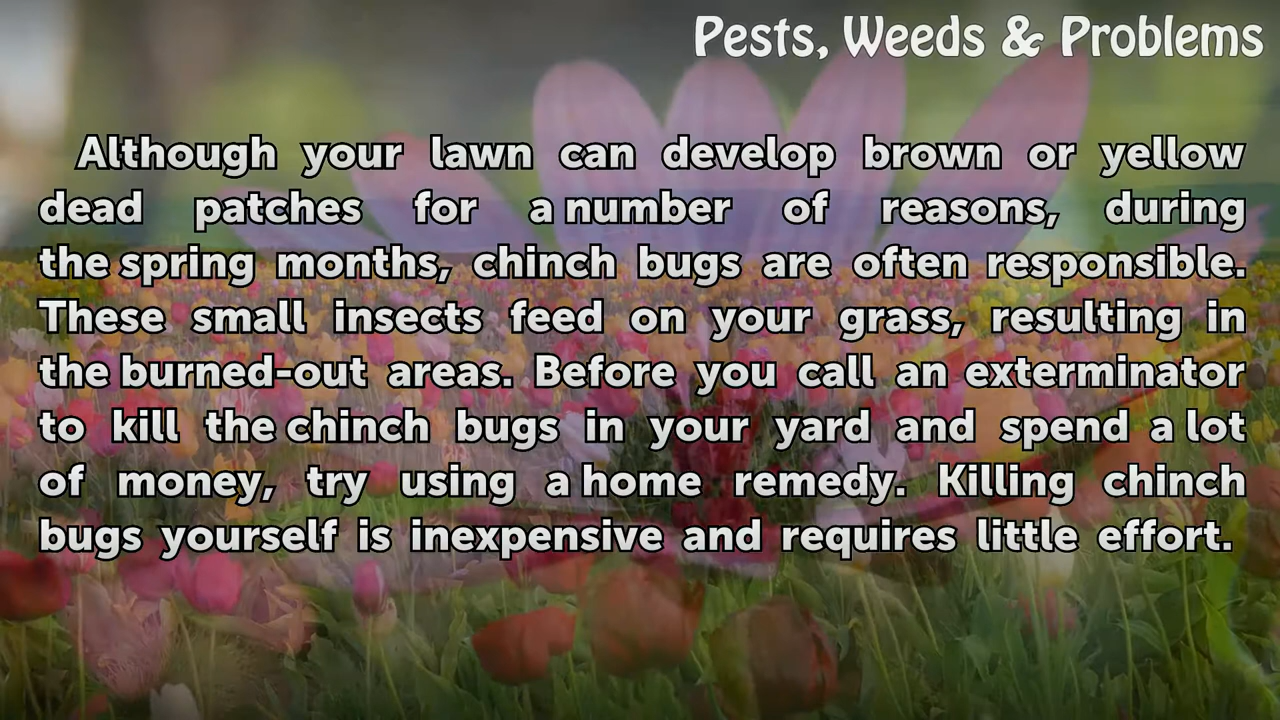 Pests, Weeds & Problems
Although your lawn can develop brown or yellow
dead patches for a number of reasons, during
the spring months, chinch bugs are often responsible.
These small insects feed on your grass, resulting in
the burned-out areas. Before you call an exterminator
to kill the chinch bugs in your yard and spend a lot
of money, try using a home remedy. Killing chinch
bugs yourself is inexpensive and requires little effort.